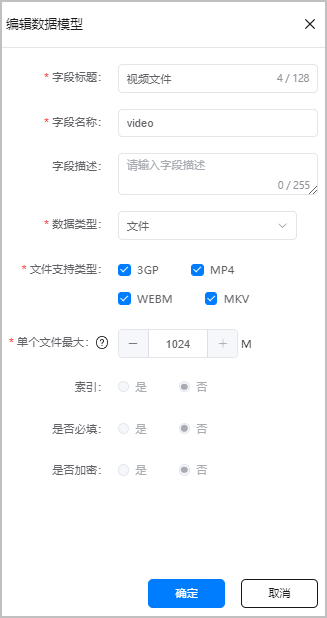 编辑数据模型
* 字段标题： 视频文件 4 / 128
* 字段名称： video
字段描述： 请输入字段描述
0 / 255
* 数据类型： 文件
* 文件支持类型： 3GP MP4
WEBM MKV
* 单个文件最大： ? − 1024 + M
索引： 是 否
是否必填： 是 否
是否加密： 是 否
确定 取消